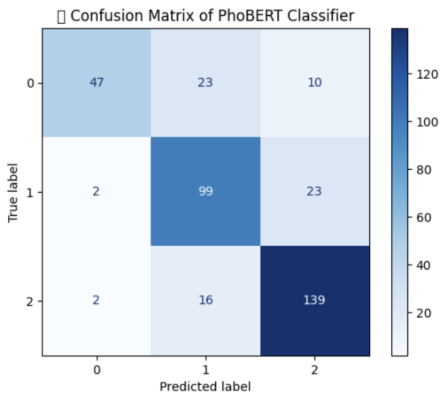 ▯ Confusion Matrix of PhoBERT Classifier
0 47 23 10
1 2 99 23
2 2 16 139
0 1 2
True label
Predicted label
120
100
80
60
40
20